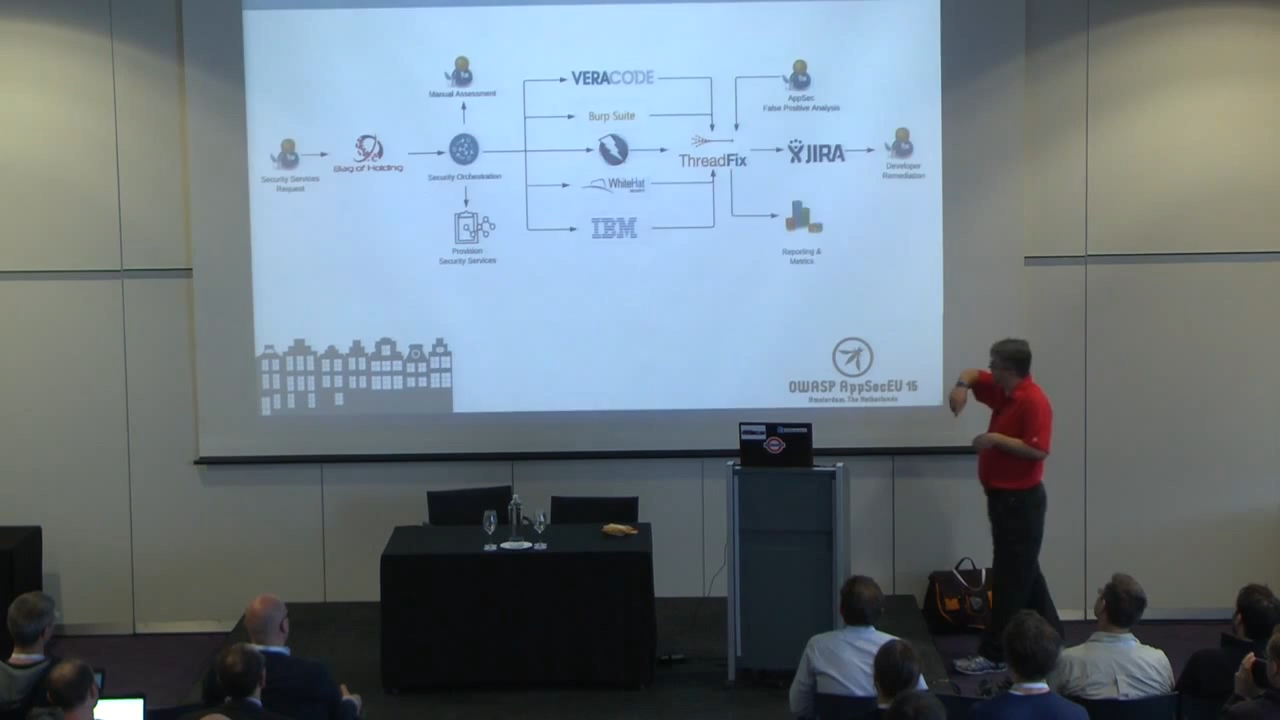 Manual Assessment
VERACODE
AppSec
False Positive Analysis
Burp Suite
Security Services
Request
Bag of Holding
Security Orchestration
ThreadFix
JIRA
Developer
Remediation
WhiteHat
IBM
Provision
Security Services
Reporting &
Metrics
OWASP AppSecEU 15
Amsterdam, The Netherlands